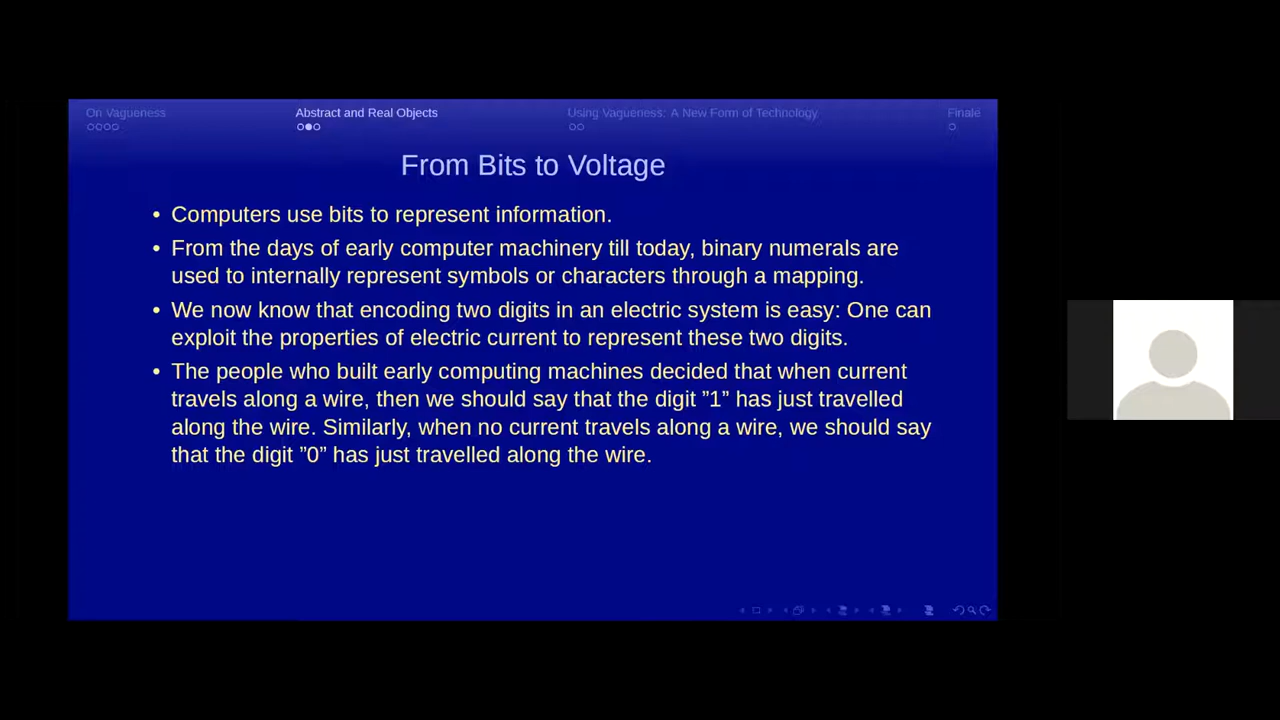 On Vagueness Abstract and Real Objects Using Vagueness: A New Form of Technology Finale
From Bits to Voltage
• Computers use bits to represent information.
• From the days of early computer machinery till today, binary numerals are
used to internally represent symbols or characters through a mapping.
• We now know that encoding two digits in an electric system is easy: One can
exploit the properties of electric current to represent these two digits.
• The people who built early computing machines decided that when current
travels along a wire, then we should say that the digit ”1” has just travelled
along the wire. Similarly, when no current travels along a wire, we should say
that the digit ”0” has just travelled along the wire.